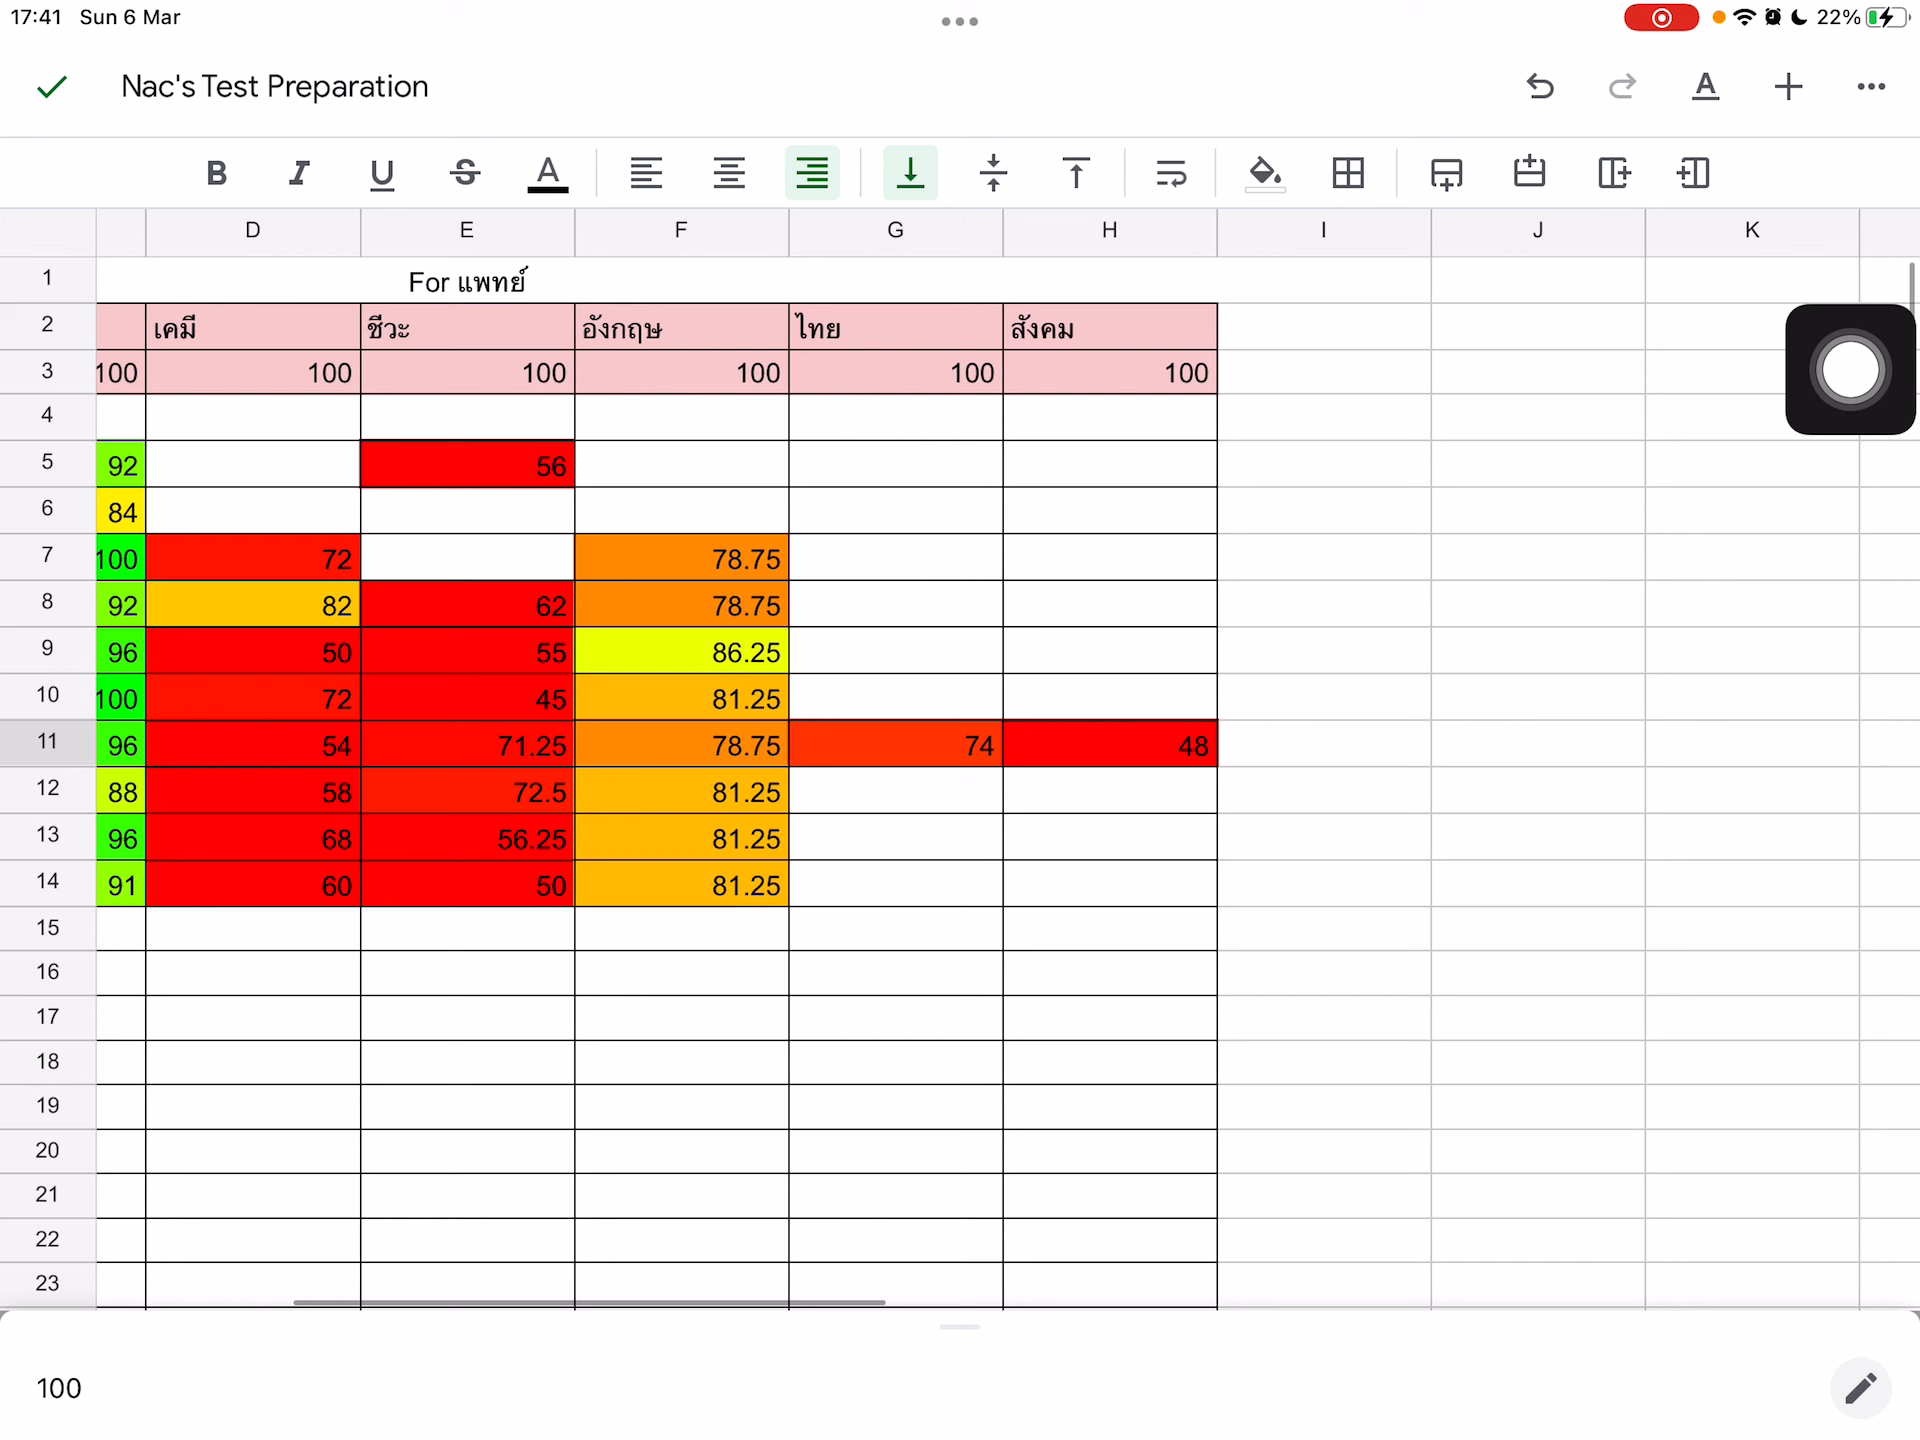 17:41 Sun 6 Mar
22%
Nac's Test Preparation
B I U S A
D E F G H I J K
1 For แพทย์
2 เคมี ชีวะ อังกฤษ ไทย สังคม
3 100 100 100 100 100 100
4
5 92 56
6 84
7 100 72 78.75
8 92 82 62 78.75
9 96 50 55 86.25
10 100 72 45 81.25
11 96 54 71.25 78.75 74 48
12 88 58 72.5 81.25
13 96 68 56.25 81.25
14 91 60 50 81.25
15
16
17
18
19
20
21
22
23
100